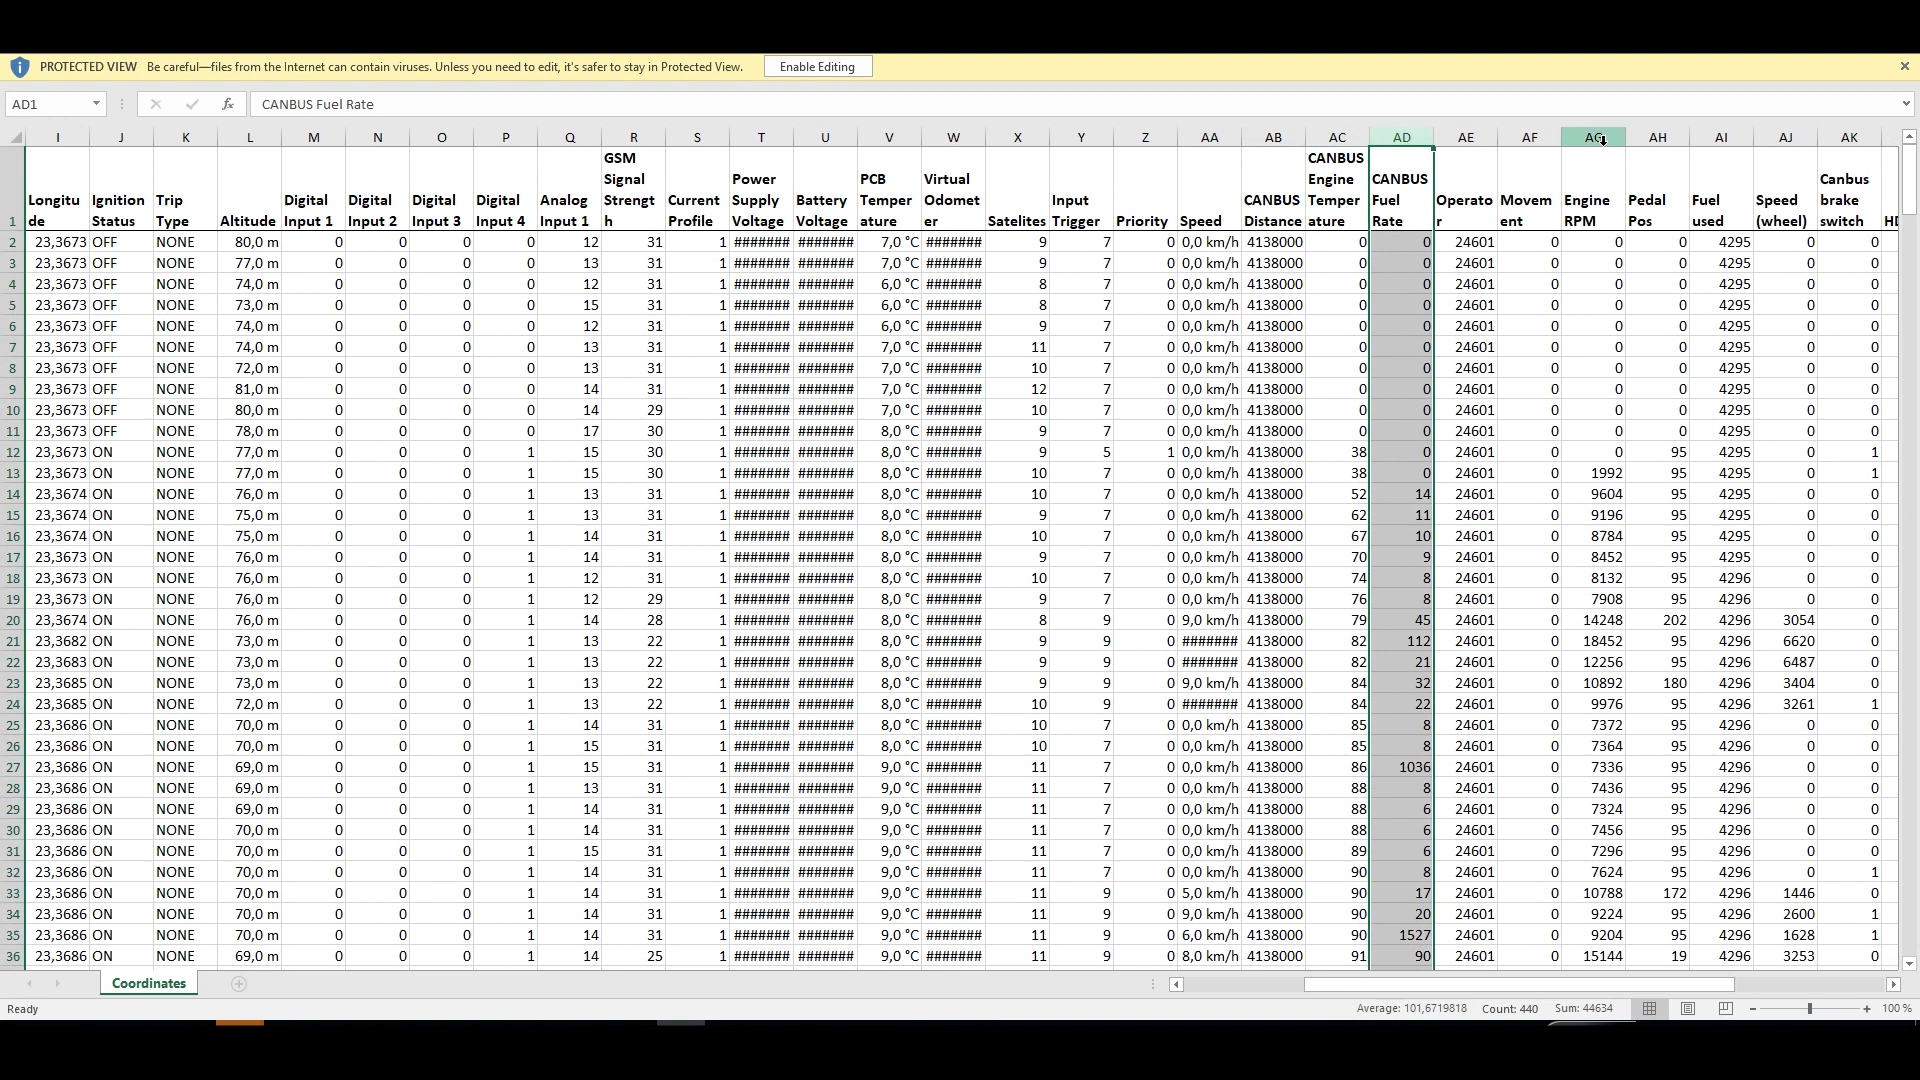 PROTECTED VIEW Be careful—files from the Internet can contain viruses. Unless you need to edit, it's safer to stay in Protected View. Enable Editing
AD1 fx CANBUS Fuel Rate
I J K L M N O P Q R S T U V W X Y Z AA AB AC AD AE AF AG AH AI AJ AK
1 Longitu de Ignition Status Trip Type Altitude Digital Input 1 Digital Input 2 Digital Input 3 Digital Input 4 Analog Input 1 GSM Signal Strengt h Current Profile Power Supply Voltage Battery Voltage PCB Temper ature Virtual Odomet er Satelites Input Trigger Priority Speed CANBUS Distance CANBUS Engine Temper ature CANBUS Fuel Rate Operato r Movem ent Engine RPM Pedal Pos Fuel used Speed (wheel) Canbus brake switch
2 23,3673 OFF NONE 80,0 m 0 0 0 0 12 31 1 ####### ####### 7,0 °C ####### 9 7 0 0,0 km/h 4138000 0 0 24601 0 0 0 4295 0 0
3 23,3673 OFF NONE 77,0 m 0 0 0 0 13 31 1 ####### ####### 7,0 °C ####### 9 7 0 0,0 km/h 4138000 0 0 24601 0 0 0 4295 0 0
4 23,3673 OFF NONE 74,0 m 0 0 0 0 12 31 1 ####### ####### 6,0 °C ####### 8 7 0 0,0 km/h 4138000 0 0 24601 0 0 0 4295 0 0
5 23,3673 OFF NONE 73,0 m 0 0 0 0 15 31 1 ####### ####### 6,0 °C ####### 8 7 0 0,0 km/h 4138000 0 0 24601 0 0 0 4295 0 0
6 23,3673 OFF NONE 74,0 m 0 0 0 0 12 31 1 ####### ####### 6,0 °C ####### 9 7 0 0,0 km/h 4138000 0 0 24601 0 0 0 4295 0 0
7 23,3673 OFF NONE 74,0 m 0 0 0 0 13 31 1 ####### ####### 7,0 °C ####### 11 7 0 0,0 km/h 4138000 0 0 24601 0 0 0 4295 0 0
8 23,3673 OFF NONE 72,0 m 0 0 0 0 13 31 1 ####### ####### 7,0 °C ####### 10 7 0 0,0 km/h 4138000 0 0 24601 0 0 0 4295 0 0
9 23,3673 OFF NONE 81,0 m 0 0 0 0 14 31 1 ####### ####### 7,0 °C ####### 12 7 0 0,0 km/h 4138000 0 0 24601 0 0 0 4295 0 0
10 23,3673 OFF NONE 80,0 m 0 0 0 0 14 29 1 ####### ####### 7,0 °C ####### 10 7 0 0,0 km/h 4138000 0 0 24601 0 0 0 4295 0 0
11 23,3673 OFF NONE 78,0 m 0 0 0 0 17 30 1 ####### ####### 8,0 °C ####### 9 7 0 0,0 km/h 4138000 0 0 24601 0 0 0 4295 0 0
12 23,3673 ON NONE 77,0 m 0 0 0 1 15 30 1 ####### ####### 8,0 °C ####### 9 5 1 0,0 km/h 4138000 38 0 24601 0 0 95 4295 0 1
13 23,3673 ON NONE 77,0 m 0 0 0 1 15 30 1 ####### ####### 8,0 °C ####### 10 7 0 0,0 km/h 4138000 38 0 24601 0 1992 95 4295 0 1
14 23,3674 ON NONE 76,0 m 0 0 0 1 13 31 1 ####### ####### 8,0 °C ####### 10 7 0 0,0 km/h 4138000 52 14 24601 0 9604 95 4295 0 0
15 23,3674 ON NONE 75,0 m 0 0 0 1 13 31 1 ####### ####### 8,0 °C ####### 9 7 0 0,0 km/h 4138000 62 11 24601 0 9196 95 4295 0 0
16 23,3674 ON NONE 75,0 m 0 0 0 1 14 31 1 ####### ####### 8,0 °C ####### 10 7 0 0,0 km/h 4138000 67 10 24601 0 8784 95 4295 0 0
17 23,3673 ON NONE 76,0 m 0 0 0 1 14 31 1 ####### ####### 8,0 °C ####### 9 7 0 0,0 km/h 4138000 70 9 24601 0 8452 95 4295 0 0
18 23,3673 ON NONE 76,0 m 0 0 0 1 12 31 1 ####### ####### 8,0 °C ####### 10 7 0 0,0 km/h 4138000 74 8 24601 0 8132 95 4296 0 0
19 23,3673 ON NONE 76,0 m 0 0 0 1 12 29 1 ####### ####### 8,0 °C ####### 9 7 0 0,0 km/h 4138000 76 8 24601 0 7908 95 4296 0 0
20 23,3674 ON NONE 76,0 m 0 0 0 1 14 28 1 ####### ####### 8,0 °C ####### 8 9 0 9,0 km/h 4138000 79 45 24601 0 14248 202 4296 3054 0
21 23,3682 ON NONE 73,0 m 0 0 0 1 13 22 1 ####### ####### 8,0 °C ####### 9 9 0 ####### 4138000 82 112 24601 0 18452 95 4296 6620 0
22 23,3683 ON NONE 73,0 m 0 0 0 1 13 22 1 ####### ####### 8,0 °C ####### 9 9 0 ####### 4138000 82 21 24601 0 12256 95 4296 6487 0
23 23,3685 ON NONE 73,0 m 0 0 0 1 13 22 1 ####### ####### 8,0 °C ####### 9 9 0 9,0 km/h 4138000 84 32 24601 0 10892 180 4296 3404 0
24 23,3685 ON NONE 72,0 m 0 0 0 1 13 22 1 ####### ####### 8,0 °C ####### 10 9 0 ####### 4138000 84 22 24601 0 9976 95 4296 3261 1
25 23,3686 ON NONE 70,0 m 0 0 0 1 14 31 1 ####### ####### 8,0 °C ####### 10 7 0 0,0 km/h 4138000 85 8 24601 0 7372 95 4296 0 0
26 23,3686 ON NONE 70,0 m 0 0 0 1 15 31 1 ####### ####### 8,0 °C ####### 10 7 0 0,0 km/h 4138000 85 8 24601 0 7364 95 4296 0 0
27 23,3686 ON NONE 69,0 m 0 0 0 1 15 31 1 ####### ####### 9,0 °C ####### 11 7 0 0,0 km/h 4138000 86 1036 24601 0 7336 95 4296 0 0
28 23,3686 ON NONE 69,0 m 0 0 0 1 13 31 1 ####### ####### 9,0 °C ####### 11 7 0 0,0 km/h 4138000 88 8 24601 0 7436 95 4296 0 0
29 23,3686 ON NONE 69,0 m 0 0 0 1 14 31 1 ####### ####### 9,0 °C ####### 11 7 0 0,0 km/h 4138000 88 6 24601 0 7324 95 4296 0 0
30 23,3686 ON NONE 70,0 m 0 0 0 1 14 31 1 ####### ####### 9,0 °C ####### 11 7 0 0,0 km/h 4138000 88 6 24601 0 7456 95 4296 0 0
31 23,3686 ON NONE 70,0 m 0 0 0 1 15 31 1 ####### ####### 9,0 °C ####### 11 7 0 0,0 km/h 4138000 89 6 24601 0 7296 95 4296 0 0
32 23,3686 ON NONE 70,0 m 0 0 0 1 14 31 1 ####### ####### 9,0 °C ####### 11 7 0 0,0 km/h 4138000 90 8 24601 0 7624 95 4296 0 1
33 23,3686 ON NONE 70,0 m 0 0 0 1 14 31 1 ####### ####### 9,0 °C ####### 11 9 0 5,0 km/h 4138000 90 17 24601 0 10788 172 4296 1446 0
34 23,3686 ON NONE 70,0 m 0 0 0 1 14 31 1 ####### ####### 9,0 °C ####### 11 9 0 9,0 km/h 4138000 90 20 24601 0 9224 95 4296 2600 1
35 23,3686 ON NONE 70,0 m 0 0 0 1 14 31 1 ####### ####### 9,0 °C ####### 11 9 0 6,0 km/h 4138000 90 1527 24601 0 9204 95 4296 1628 1
36 23,3686 ON NONE 69,0 m 0 0 0 1 14 25 1 ####### ####### 9,0 °C ####### 11 9 0 8,0 km/h 4138000 91 90 24601 0 15144 19 4296 3253 0
Coordinates
Ready Average: 101,6719818 Count: 440 Sum: 44634 100 %